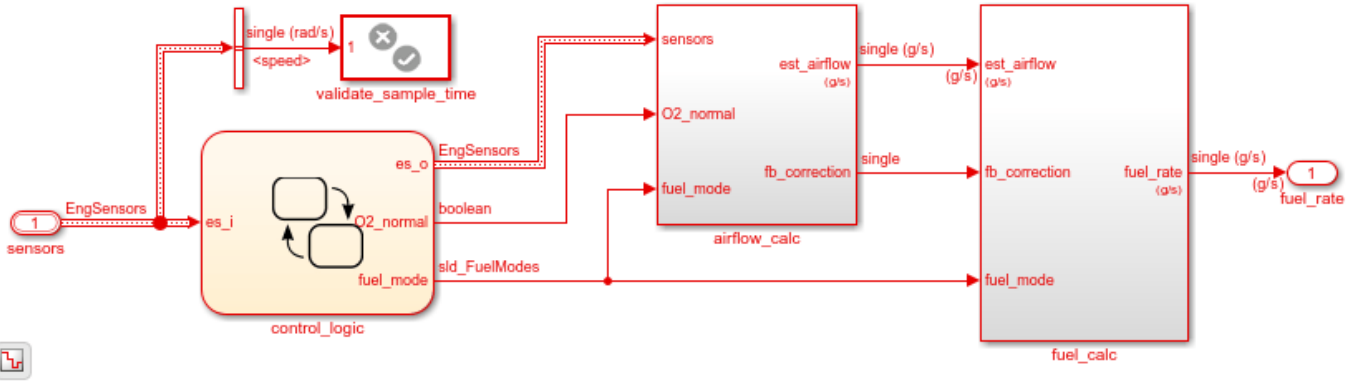 single (rad/s)
<speed>
1
validate_sample_time
sensors
est_airflow
(g/s)
O2_normal
fb_correction
fuel_mode
airflow_calc
single (g/s)
(g/s)
single
est_airflow
(g/s)
fb_correction
fuel_rate
(g/s)
fuel_mode
fuel_calc
single (g/s)
(g/s)
1
fuel_rate
1
sensors
EngSensors
es_i
es_o
O2_normal
fuel_mode
control_logic
EngSensors
boolean
sld_FuelModes